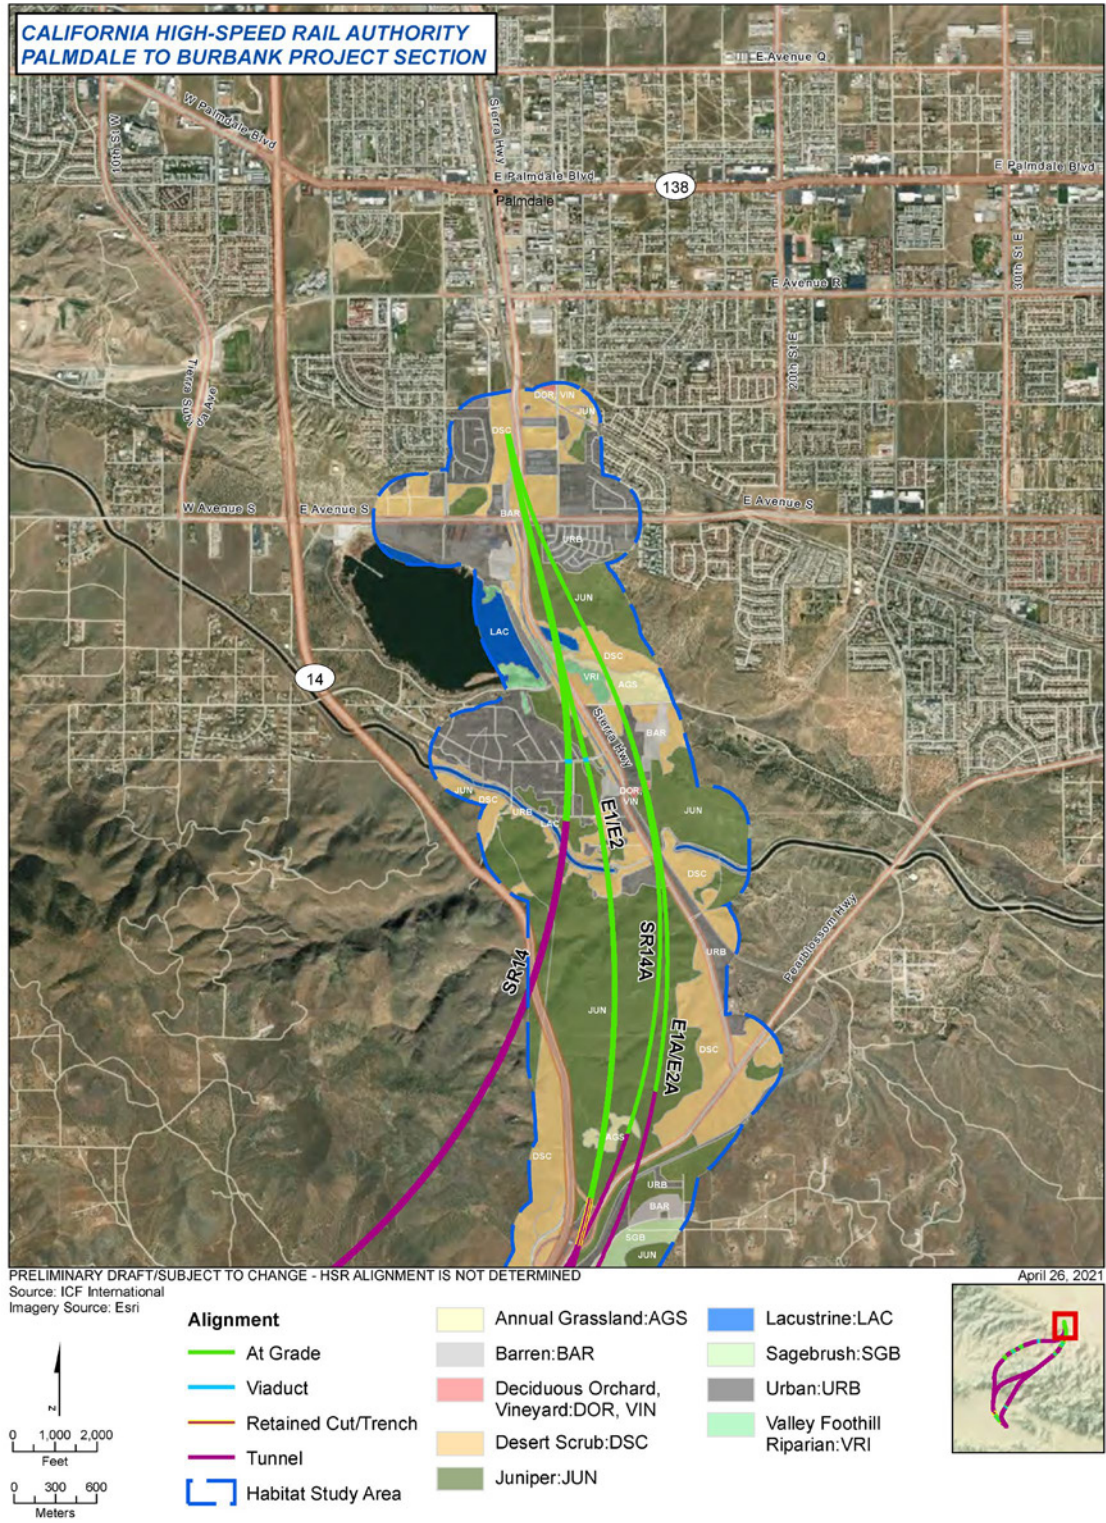 CALIFORNIA HIGH-SPEED RAIL AUTHORITY
PALMDALE TO BURBANK PROJECT SECTION
E Avenue Q
W Palmdale Blvd
10th St W
Sierra Hwy
E Palmdale Blvd
138
E Palmdale Blvd
Palmdale
30th St E
E Avenue R
20th St E
Tierra Subida Ave
DOR, VIN
JUN
DSC
W Avenue S
E Avenue S
BAR
E Avenue S
URB
JUN
LAC
DSC
VRI
AGS
14
Sierra Hwy
BAR
JUN
DSC
DOR,
VIN
JUN
URB
LAC
E1/E2
DSC
Pearblossom Hwy
SR14
SR14A
URB
JUN
E1A/E2A
DSC
AGS
DSC
URB
BAR
SGB
JUN
PRELIMINARY DRAFT/SUBJECT TO CHANGE - HSR ALIGNMENT IS NOT DETERMINED
April 26, 2021
Source: ICF International
Imagery Source: Esri
N
0 1,000 2,000
Feet
0 300 600
Meters
Alignment
At Grade
Viaduct
Retained Cut/Trench
Tunnel
Habitat Study Area
Annual Grassland:AGS
Barren:BAR
Deciduous Orchard,
Vineyard:DOR, VIN
Desert Scrub:DSC
Juniper:JUN
Lacustrine:LAC
Sagebrush:SGB
Urban:URB
Valley Foothill
Riparian:VRI